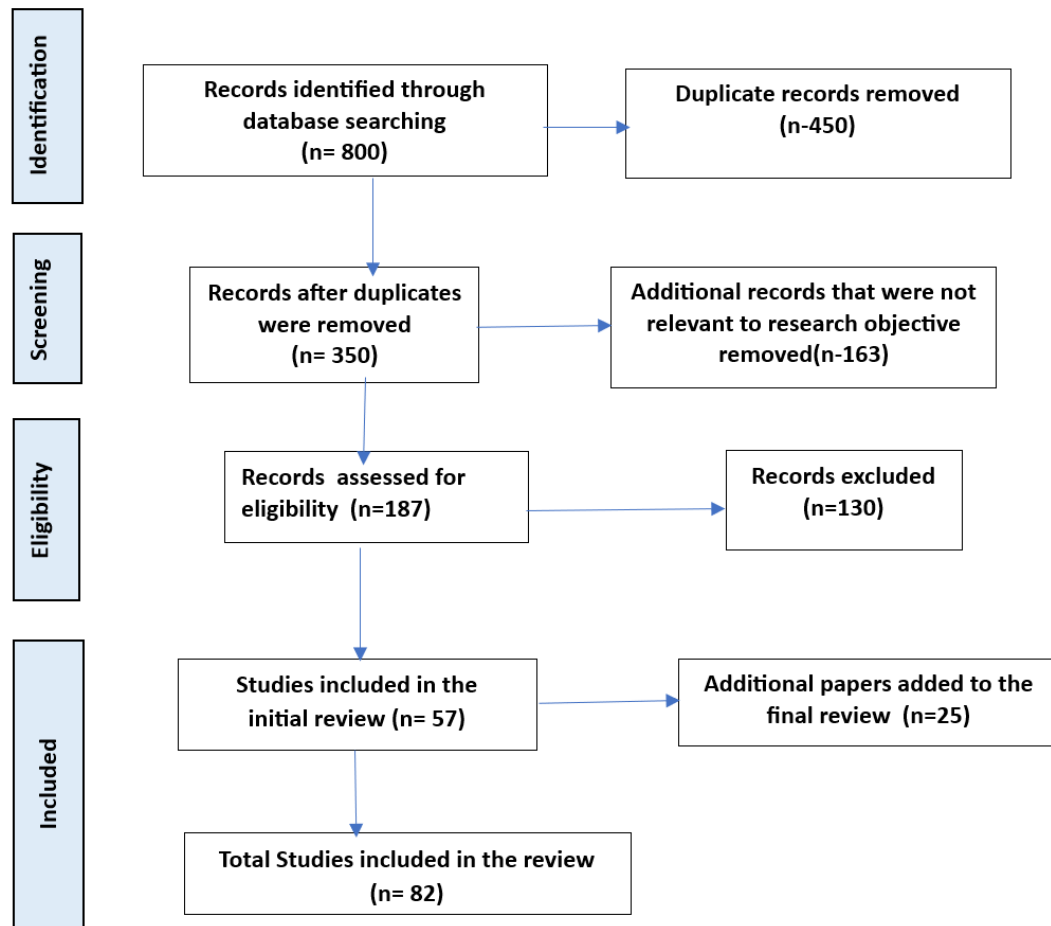 Identification
Records identified through
database searching
(n= 800)
Duplicate records removed
(n-450)
Screening
Records after duplicates
were removed
(n= 350)
Additional records that were not
relevant to research objective
removed(n-163)
Eligibility
Records assessed for
eligibility (n=187)
Records excluded
(n=130)
Included
Studies included in the
initial review (n= 57)
Additional papers added to the
final review (n=25)
Total Studies included in the review
(n= 82)